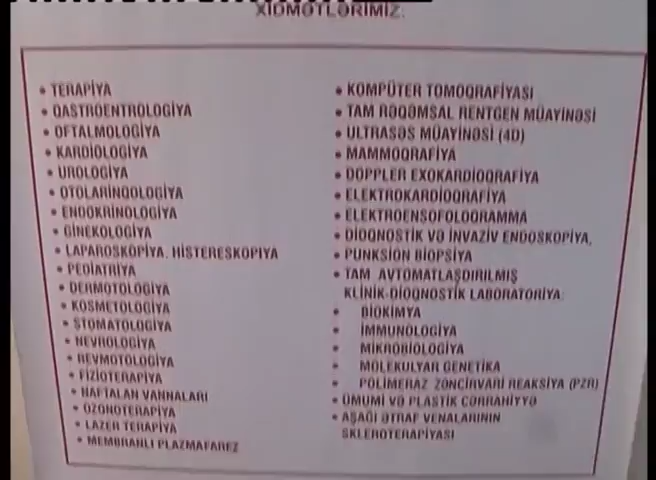 XİDMƏTLƏRİMİZ:
• TERAPİYA
• QASTROENTROLOGİYA
• OFTALMOLOGİYA
• KARDİOLOGİYA
• UROLOGİYA
• OTOLARİNQOLOGİYA
• ENDOKRİNOLOGİYA
• GİNEKOLOGİYA
• LAPAROSKOPİYA, HİSTERESKOPİYA
• PEDİATRİYA
• DERMOTOLOGİYA
• KOSMETOLOGİYA
• STOMATOLOGİYA
• NEVROLOGİYA
• REVMOTOLOGİYA
• FİZİOTERAPİYA
• NAFTALAN VANNALARI
• OZONOTERAPİYA
• LAZER TERAPİYA
• MEMBRANLI PLAZMAFAREZ
• KOMPÜTER TOMOQRAFİYASI
• TAM RƏQƏMSAL RENTGEN MÜAYİNƏSİ
• ULTRASƏS MÜAYİNƏSİ (4D)
• MAMMOQRAFİYA
• DOPPLER EXOKARDİOQRAFİYA
• ELEKTROKARDİOQRAFİYA
• ELEKTROENSOFOLOQRAMMA
• DİOQNOSTİK VƏ İNVAZİV ENDOSKOPİYA,
• PUNKSİON BİOPSİYA
• TAM AVTOMATLAŞDIRILMIŞ
KLİNİK-DİOQNOSTİK LABORATORİYA:
• BİOKİMYA
• İMMUNOLOGİYA
• MİKROBİOLOGİYA
• MOLEKULYAR GENETİKA
• POLİMERAZ ZƏNCİRVARİ REAKSİYA (PZR)
• ÜMUMİ VƏ PLASTİK CƏRRAHİYYƏ
• AŞAĞI ƏTRAF VENALARININ
SKLEROTERAPİYASI